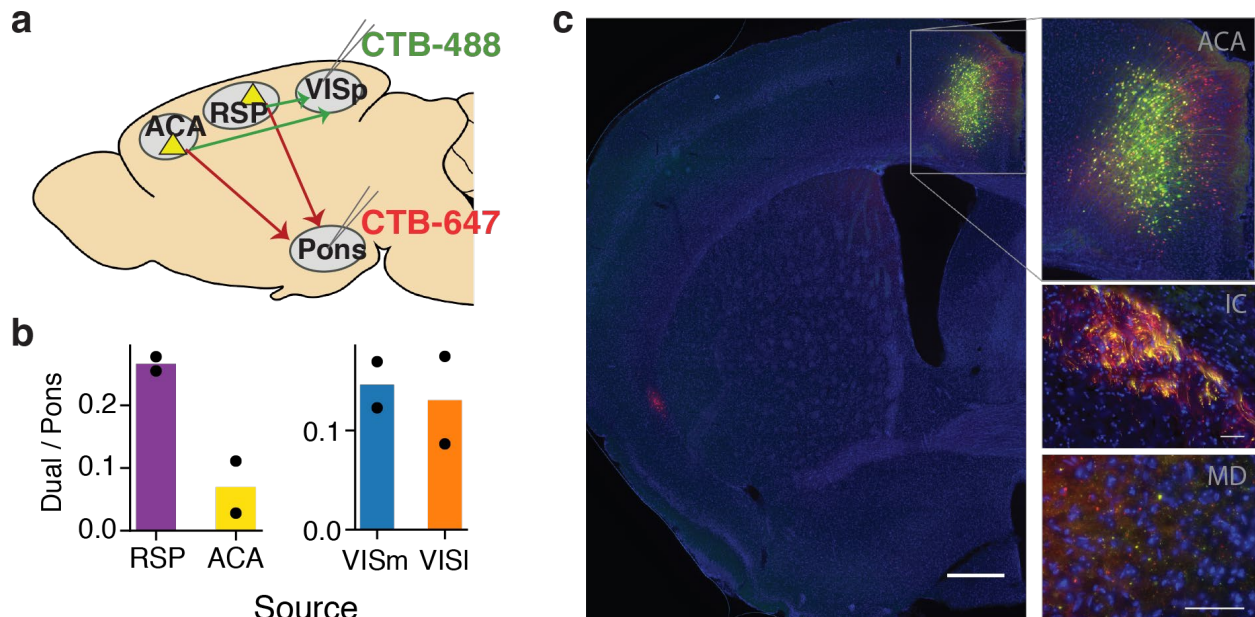 a
CTB-488
VISp
RSP
ACA
CTB-647
Pons
b
Dual / Pons
0.2
0.1
0.0
RSP ACA
0.1
0.0
VISm VISl
Source
c
ACA
IC
MD